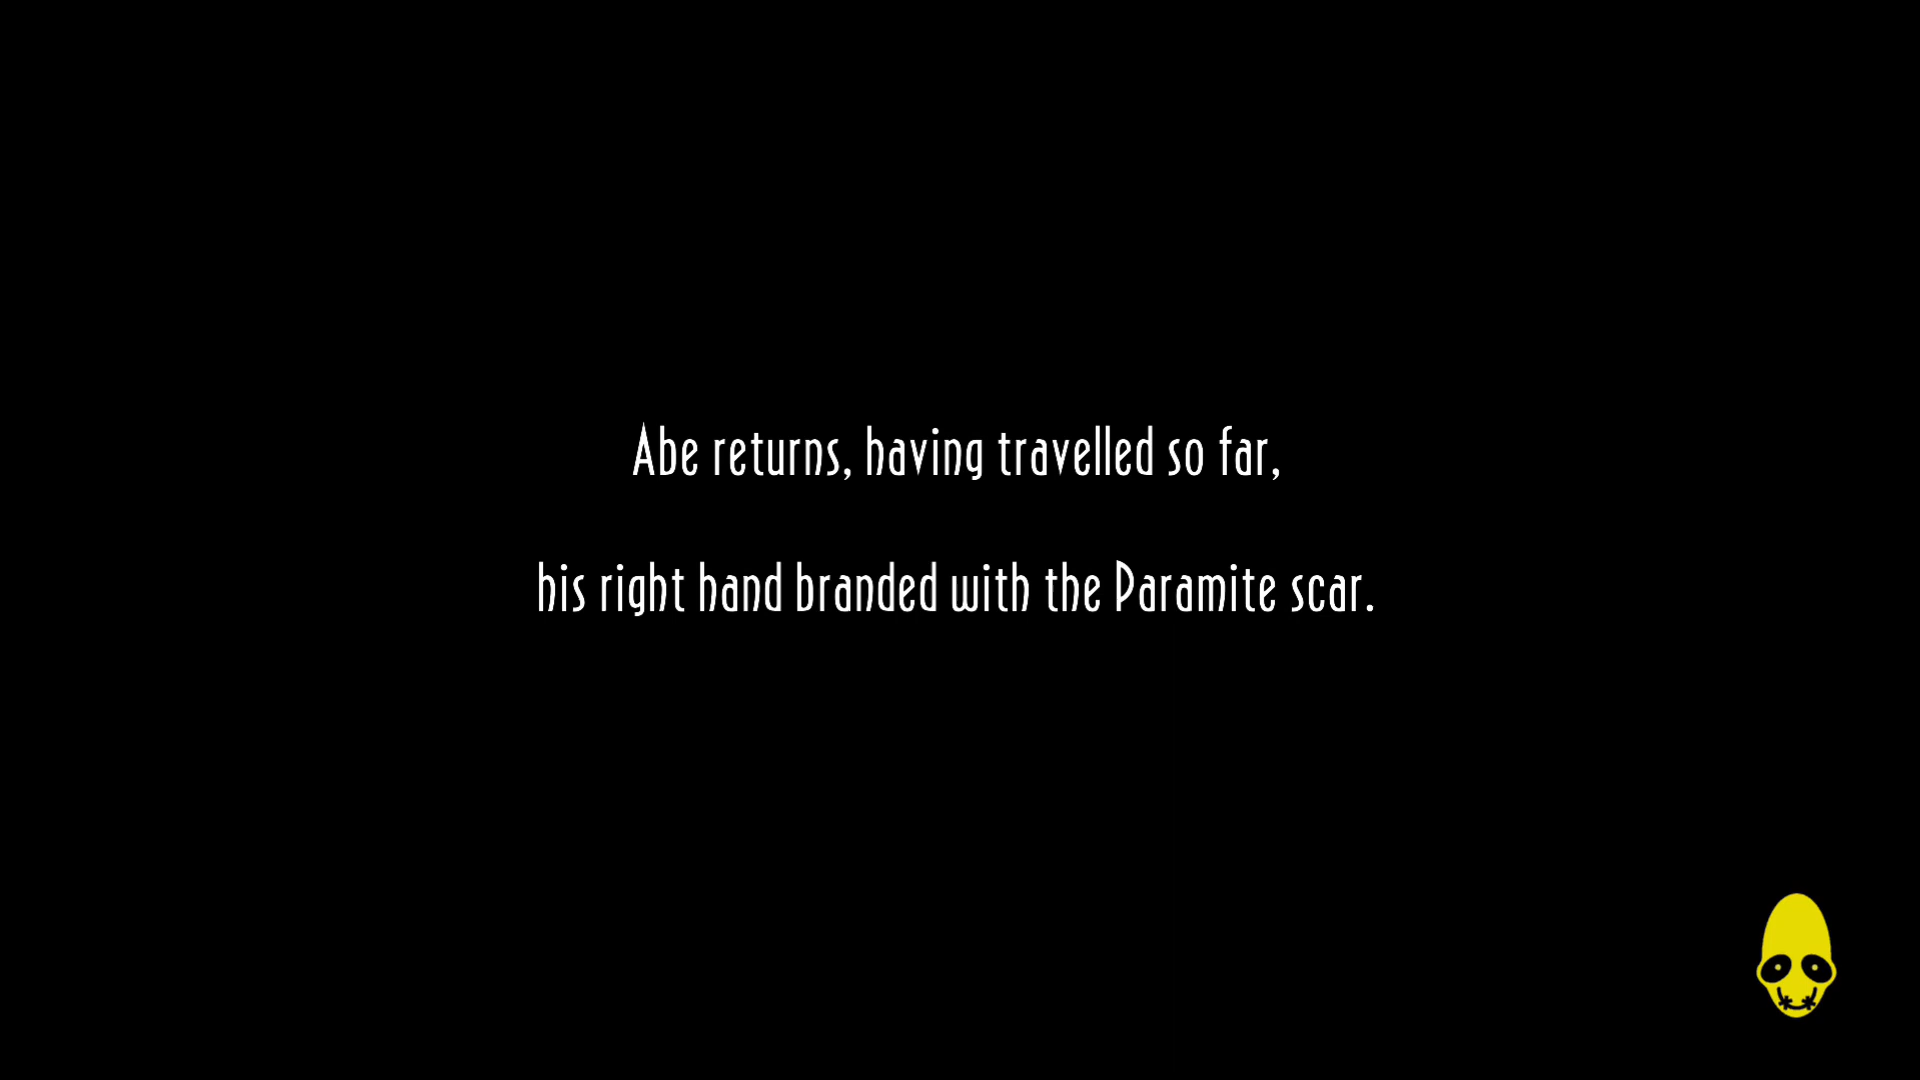 Abe returns, having travelled so far,
his right hand branded with the Paramite scar.